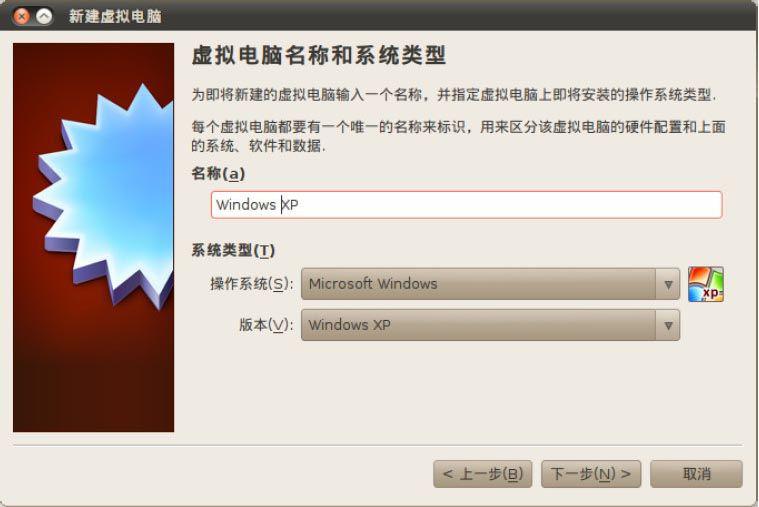 新建虚拟电脑
虚拟电脑名称和系统类型
为即将新建的虚拟电脑输入一个名称，并指定虚拟电脑上即将安装的操作系统类型.
每个虚拟电脑都要有一个唯一的名称来标识，用来区分该虚拟电脑的硬件配置和上面
的系统、软件和数据.
名称(a)
Windows XP
系统类型(T)
操作系统(S): Microsoft Windows
xp
版本(V): Windows XP
< 上一步(B) 下一步(N) > 取消